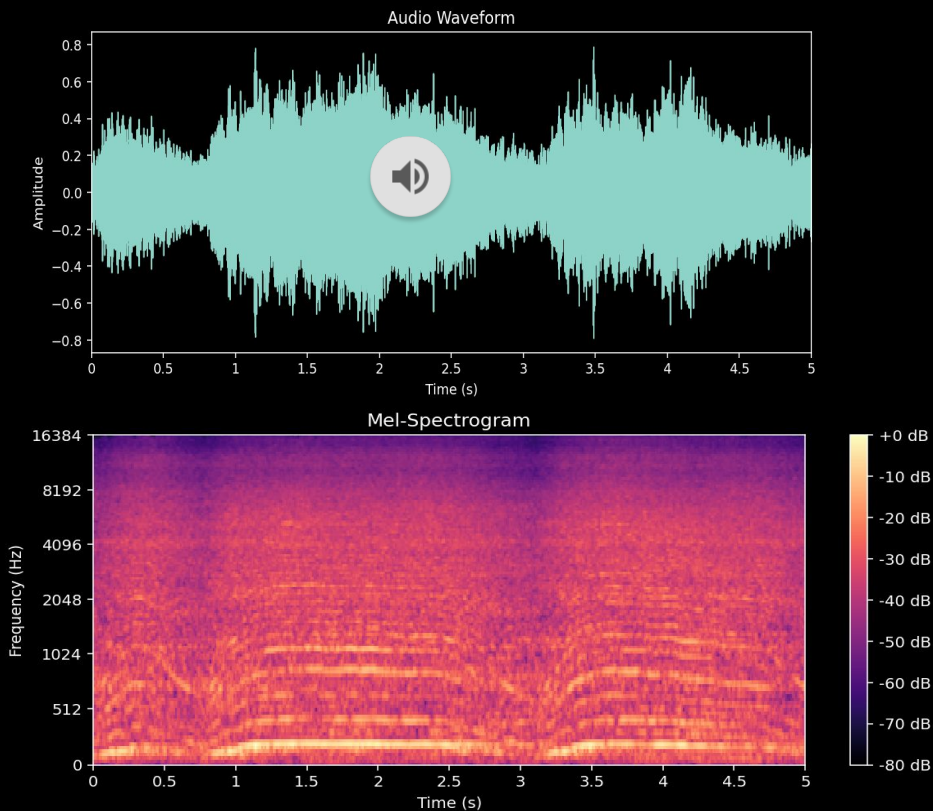 Audio Waveform
0.8
0.6
0.4
0.2
0.0
−0.2
−0.4
−0.6
−0.8
Amplitude
0 0.5 1 1.5 2 2.5 3 3.5 4 4.5 5
Time (s)
Mel-Spectrogram
16384
8192
4096
2048
1024
512
0
Frequency (Hz)
0 0.5 1 1.5 2 2.5 3 3.5 4 4.5 5
Time (s)
+0 dB
-10 dB
-20 dB
-30 dB
-40 dB
-50 dB
-60 dB
-70 dB
-80 dB